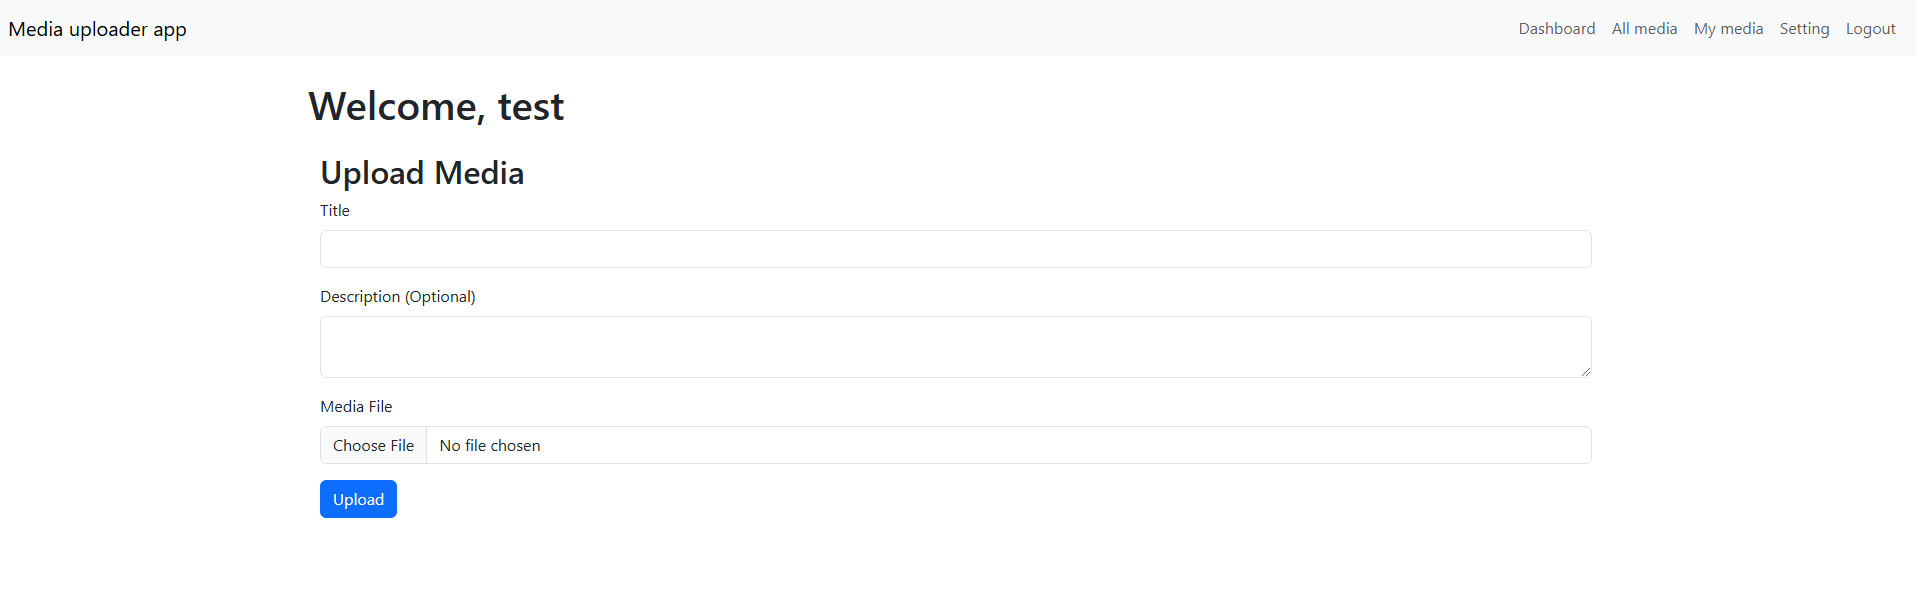 Media uploader app Dashboard All media My media Setting Logout
Welcome, test
Upload Media
Title
Description (Optional)
Media File
Choose File No file chosen
Upload